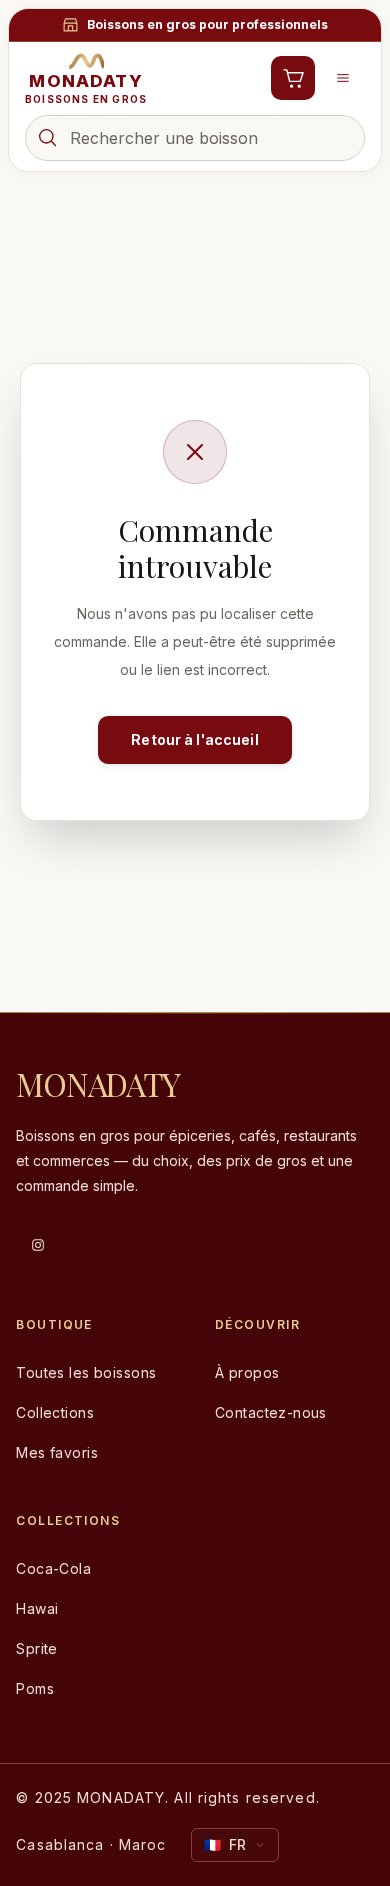 Boissons en gros pour professionnels
MONADATY
BOISSONS EN GROS
Rechercher une boisson
Commande
introuvable
Nous n'avons pas pu localiser cette
commande. Elle a peut-être été supprimée
ou le lien est incorrect.
Retour à l'accueil
MONADATY
Boissons en gros pour épiceries, cafés, restaurants
et commerces — du choix, des prix de gros et une
commande simple.
BOUTIQUE
Toutes les boissons
Collections
Mes favoris
DÉCOUVRIR
À propos
Contactez-nous
COLLECTIONS
Coca-Cola
Hawai
Sprite
Poms
© 2025 MONADATY. All rights reserved.
Casablanca · Maroc
FR